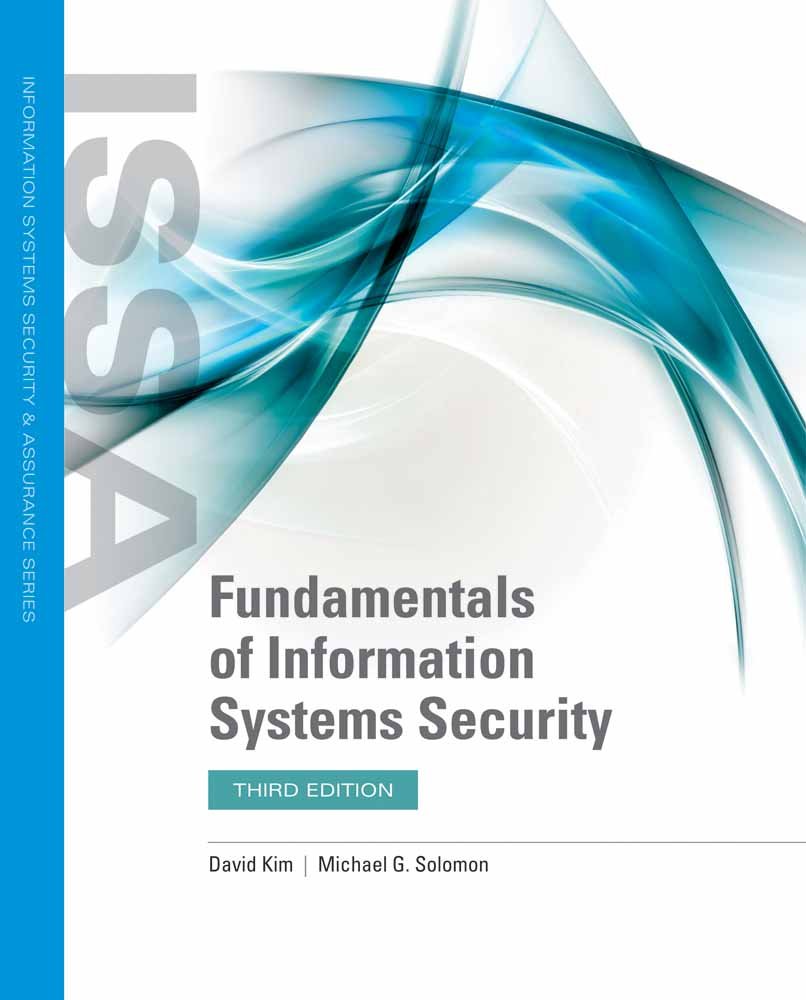 INFORMATION SYSTEMS SECURITY & ASSURANCE SERIES
ISSA
Fundamentals
of Information
Systems Security
THIRD EDITION
David Kim | Michael G. Solomon